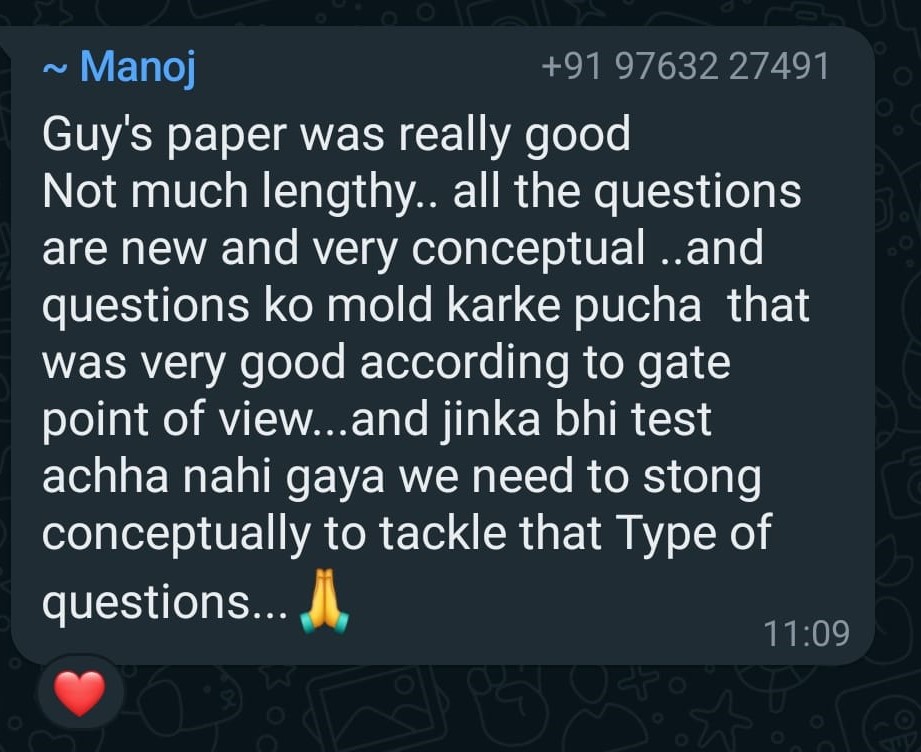 ~ Manoj +91 97632 27491
Guy's paper was really good
Not much lengthy.. all the questions
are new and very conceptual ..and
questions ko mold karke pucha  that
was very good according to gate
point of view...and jinka bhi test
achha nahi gaya we need to stong
conceptually to tackle that Type of
questions...🙏
11:09